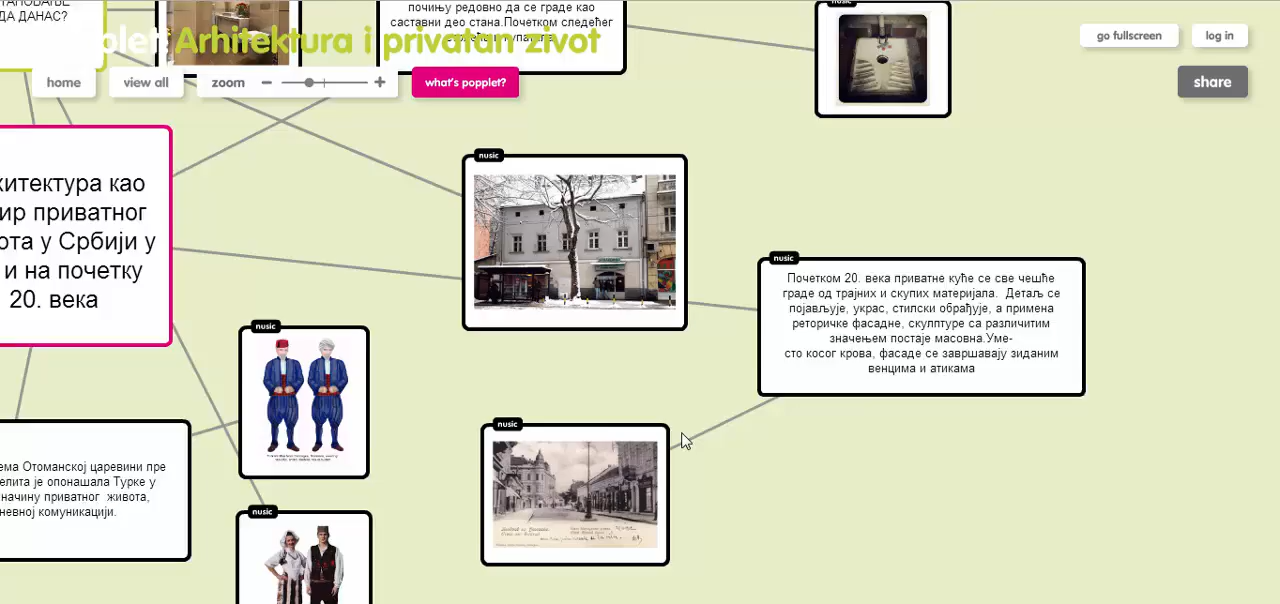 ДА ДАНАС?
почињу редовно да се граде као
саставни део стана.Почетком следећег
Arhitektura i privatan zivot
go fullscreen
log in
home
view all
zoom
what's popplet?
share
nusic
хитектура као
ир приватног
ота у Србији у
и на почетку
20. века
nusic
Почетком 20. века приватне куће се све чешће
граде од трајних и скупих материјала. Детаљ се
појављује, украс, стилски обрађује, а примена
реторичке фасадне, скулптуре са различитим
значењем постаје масовна.Уме-
сто косог крова, фасаде се завршавају зиданим
венцима и атикама
nusic
nusic
ема Отоманској царевини пре
елита је опонашала Турке у
начину приватног живота,
невној комуникацији.
nusic